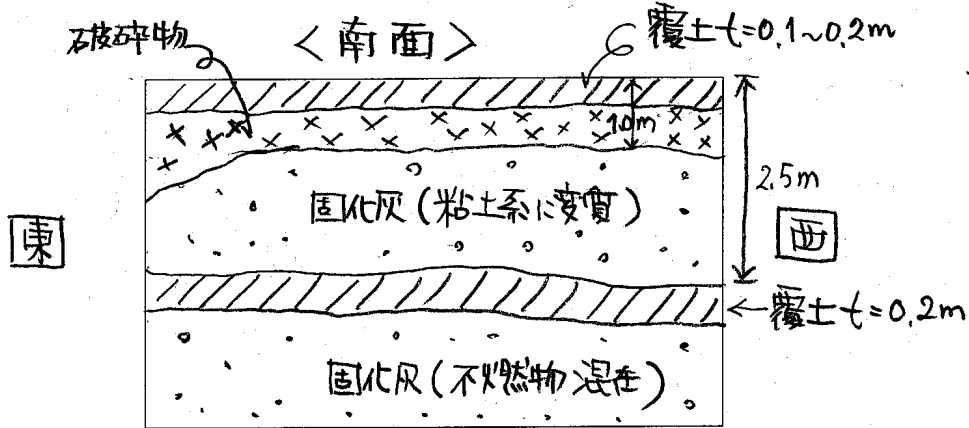 破砕物
<南面>
覆土t=0.1~0.2m
1.0m
2.5m
固化灰(粘土系に変質)
東
西
覆土t=0.2m
固化灰(不燃物混在)